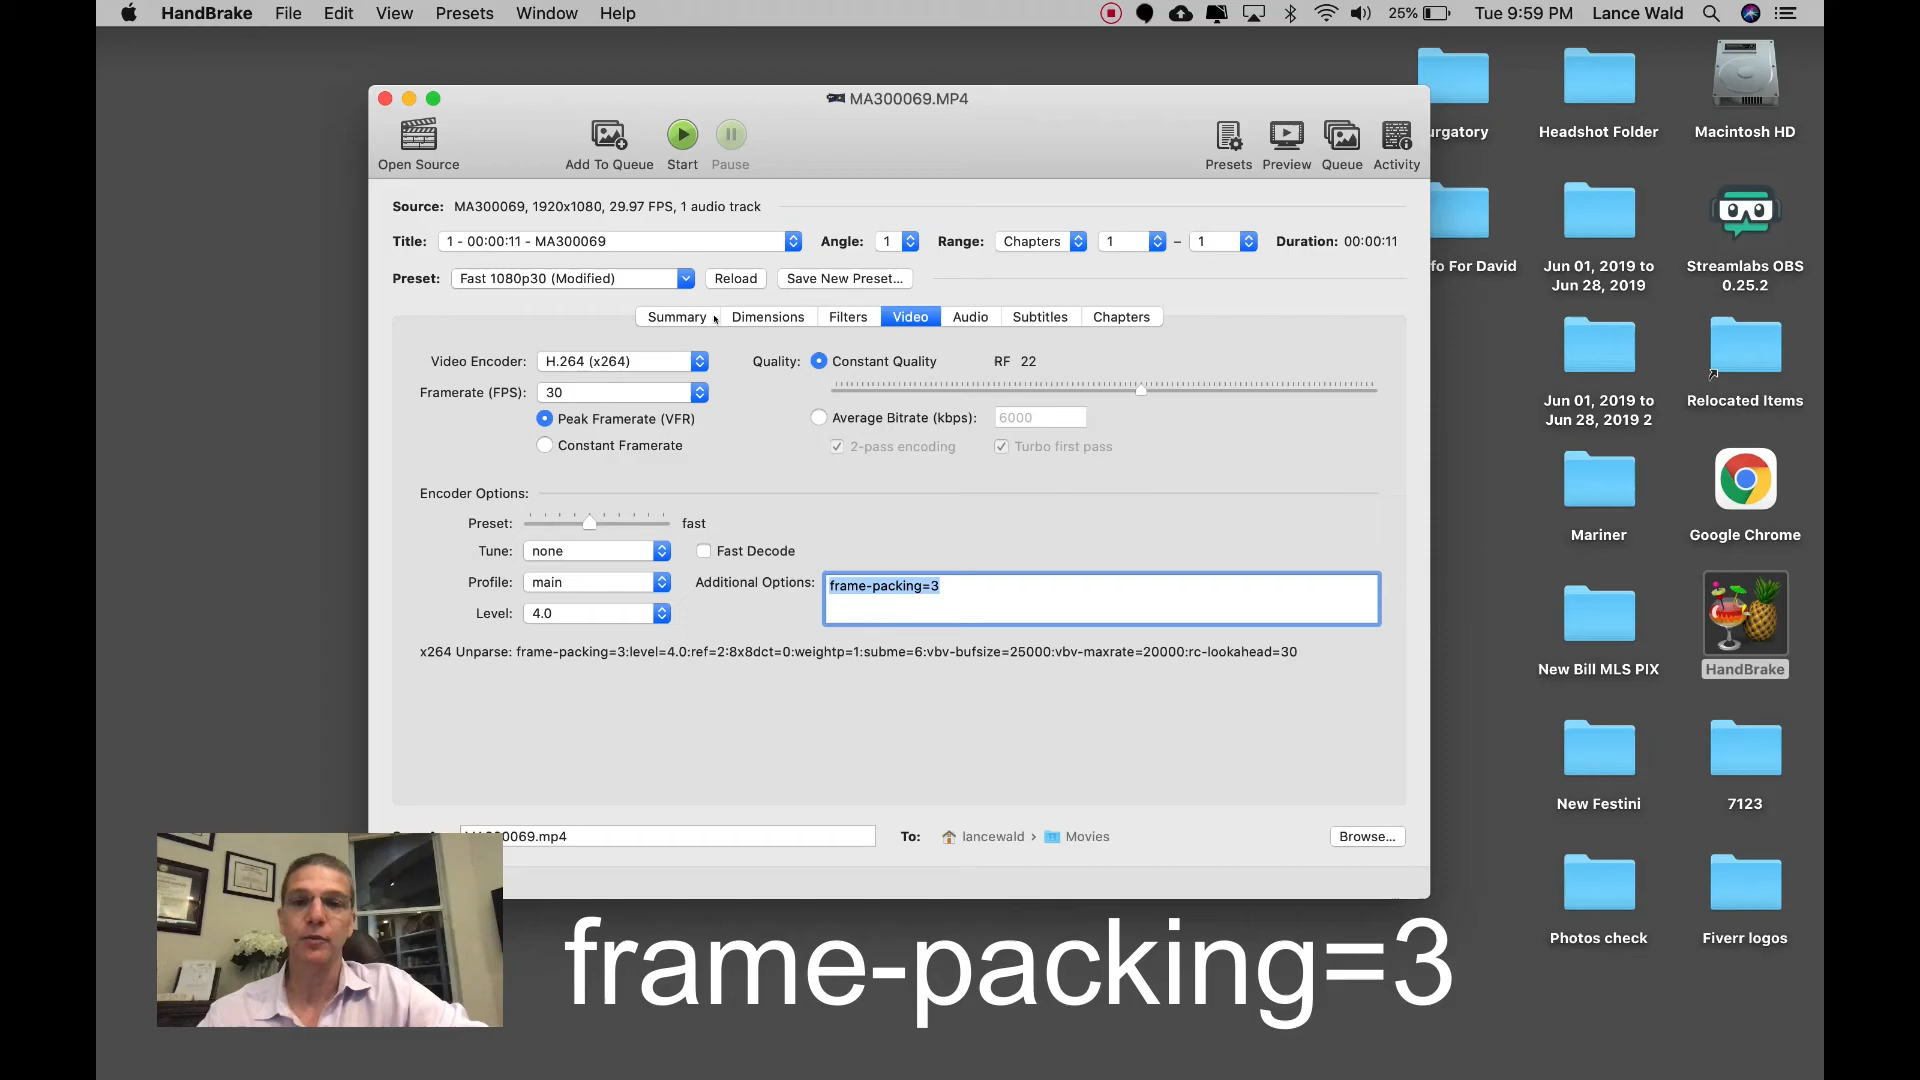 HandBrake File Edit View Presets Window Help 25% Tue 9:59 PM Lance Wald
MA300069.MP4
Open Source Add To Queue Start Pause Presets Preview Queue Activity
Source: MA300069, 1920x1080, 29.97 FPS, 1 audio track
Title: 1 - 00:00:11 - MA300069 Angle: 1 Range: Chapters 1 – 1 Duration: 00:00:11
Preset: Fast 1080p30 (Modified) Reload Save New Preset...
Summary Dimensions Filters Video Audio Subtitles Chapters
Video Encoder: H.264 (x264) Quality: Constant Quality RF 22
Framerate (FPS): 30
Peak Framerate (VFR) Average Bitrate (kbps): 6000
Constant Framerate 2-pass encoding Turbo first pass
Encoder Options:
Preset: fast
Tune: none Fast Decode
Profile: main Additional Options: frame-packing=3
Level: 4.0
x264 Unparse: frame-packing=3:level=4.0:ref=2:8x8dct=0:weightp=1:subme=6:vbv-bufsize=25000:vbv-maxrate=20000:rc-lookahead=30
0069.mp4 To: lancewald › Movies Browse...
urgatory Headshot Folder Macintosh HD
fo For David Jun 01, 2019 to
Jun 28, 2019
Streamlabs OBS
0.25.2
Jun 01, 2019 to
Jun 28, 2019 2
Relocated Items
Mariner Google Chrome
New Bill MLS PIX HandBrake
New Festini 7123
Photos check Fiverr logos
frame-packing=3